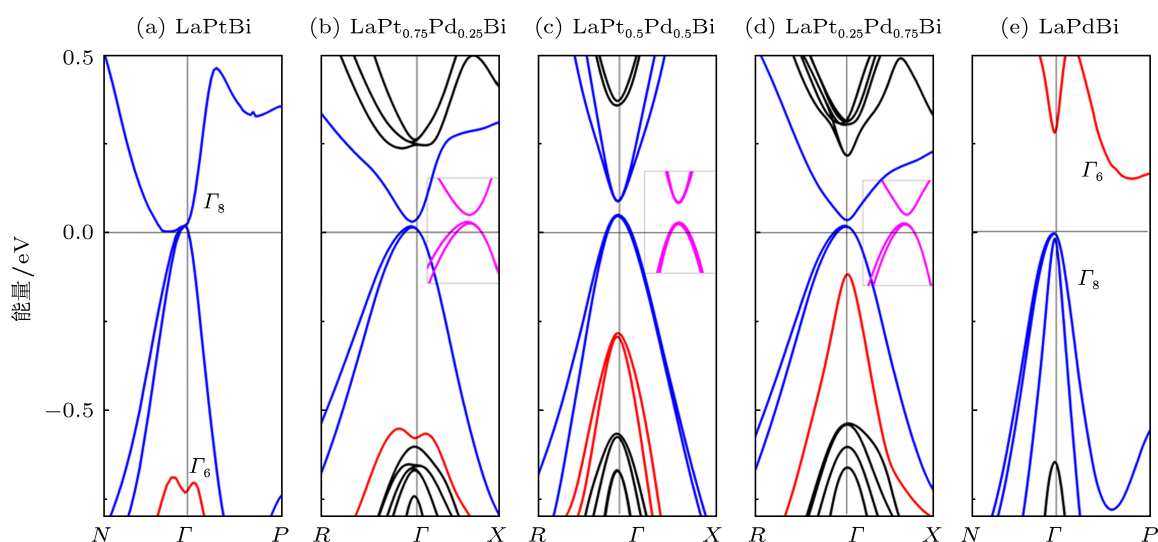 (a) LaPtBi
(b) LaPt₀.₇₅Pd₀.₂₅Bi
(c) LaPt₀.₅Pd₀.₅Bi
(d) LaPt₀.₂₅Pd₀.₇₅Bi
(e) LaPdBi
能量/eV
0.5
0.0
−0.5
Γ₈
Γ₆
Γ₆
Γ₈
N Γ P
R Γ X
R Γ X
R Γ X
N Γ P